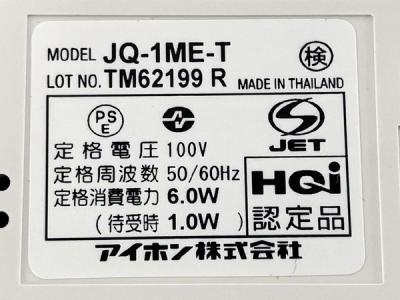 MODEL JQ-1ME-T 検
LOT NO. TM62199 R MADE IN THAILAND
PS
E
S JET
定格電圧 100V
定格周波数 50/60Hz
定格消費電力 6.0W
(待受時) 1.0W
HQi
認定品
アイホン株式会社